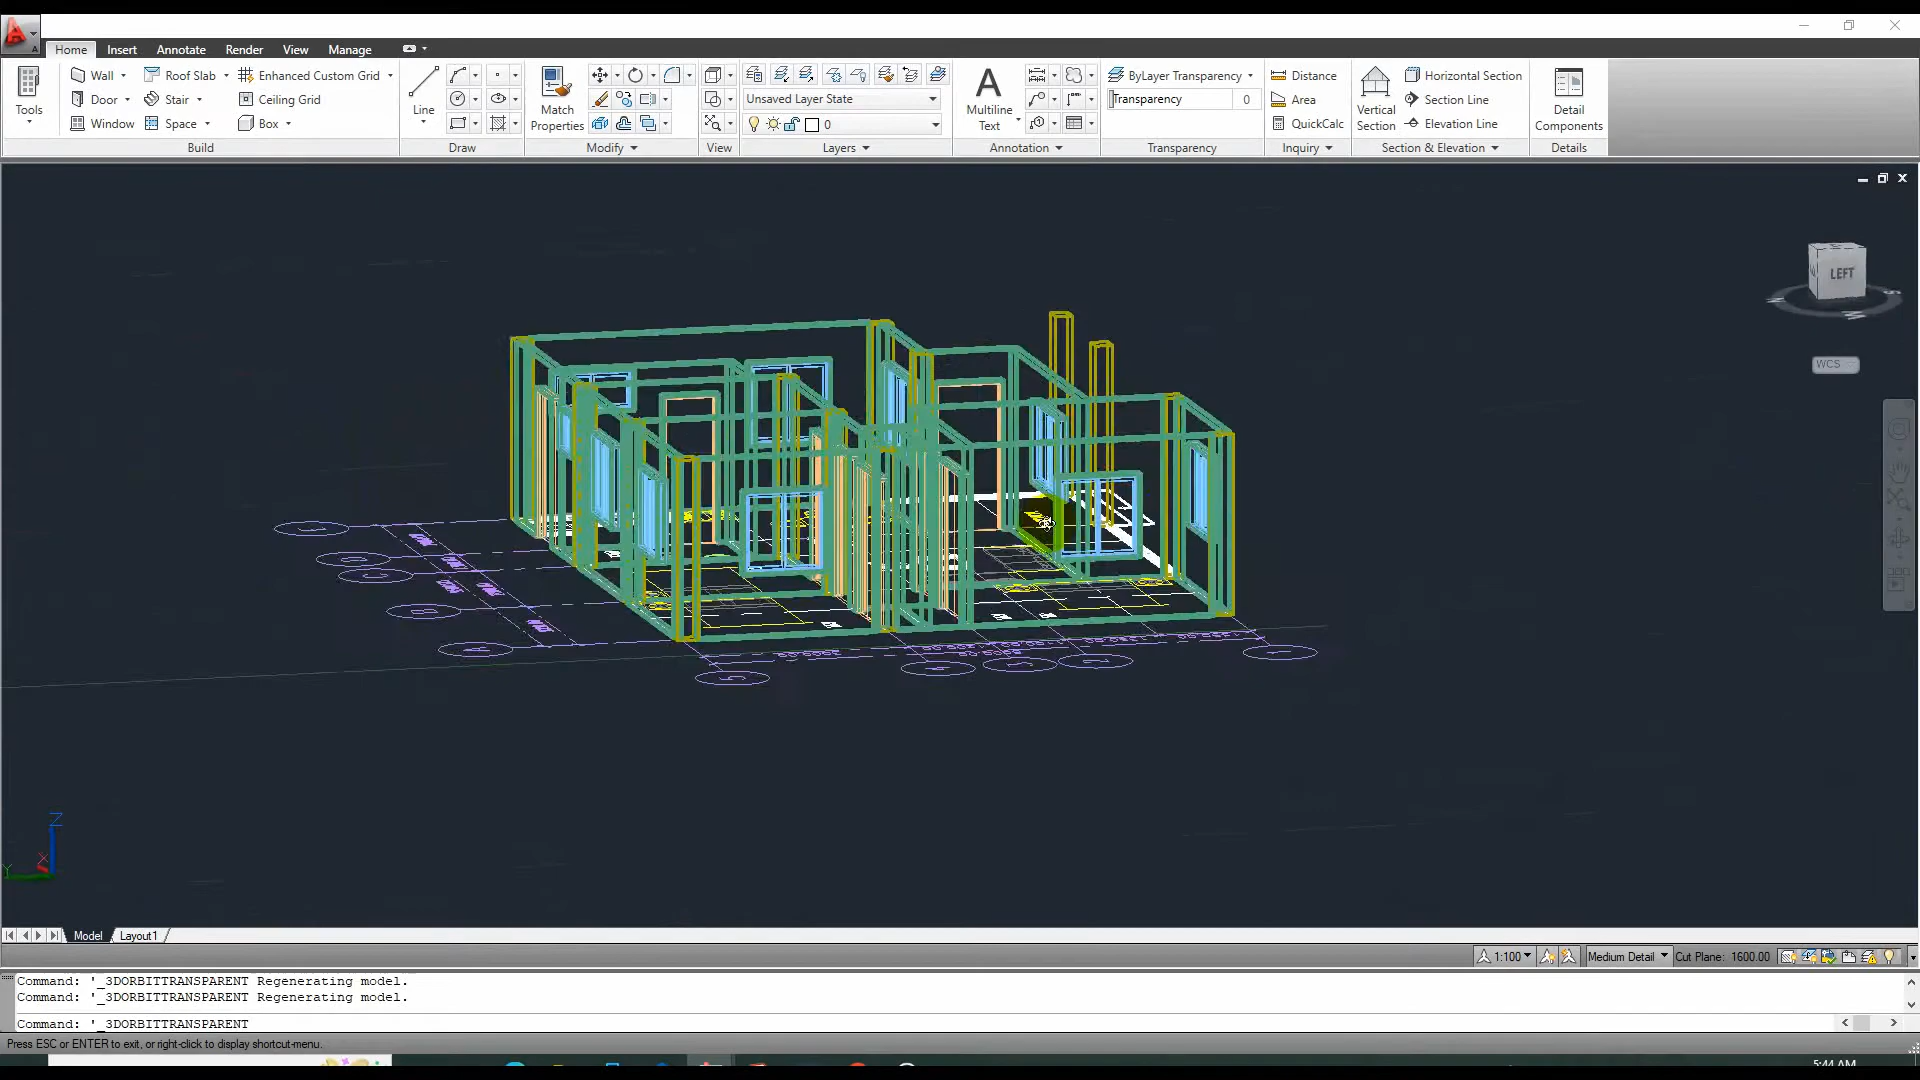 Home Insert Annotate Render View Manage
Tools
Wall Roof Slab Enhanced Custom Grid
Door Stair Ceiling Grid
Window Space Box
Build
Line
Draw
Match Properties
Modify
View
Unsaved Layer State
0
Layers
A
Multiline Text
Annotation
ByLayer Transparency
Transparency 0
Transparency
Distance
Area
QuickCalc
Inquiry
Vertical Section
Horizontal Section
Section Line
Elevation Line
Section & Elevation
Detail Components
Details
LEFT
WCS
Z
X
Y
Model Layout1
1:100 Medium Detail Cut Plane: 1600.00
Command: '_3DORBITTRANSPARENT Regenerating model.
Command: '_3DORBITTRANSPARENT Regenerating model.
Command: '_3DORBITTRANSPARENT
Press ESC or ENTER to exit, or right-click to display shortcut-menu.
5:44 AM